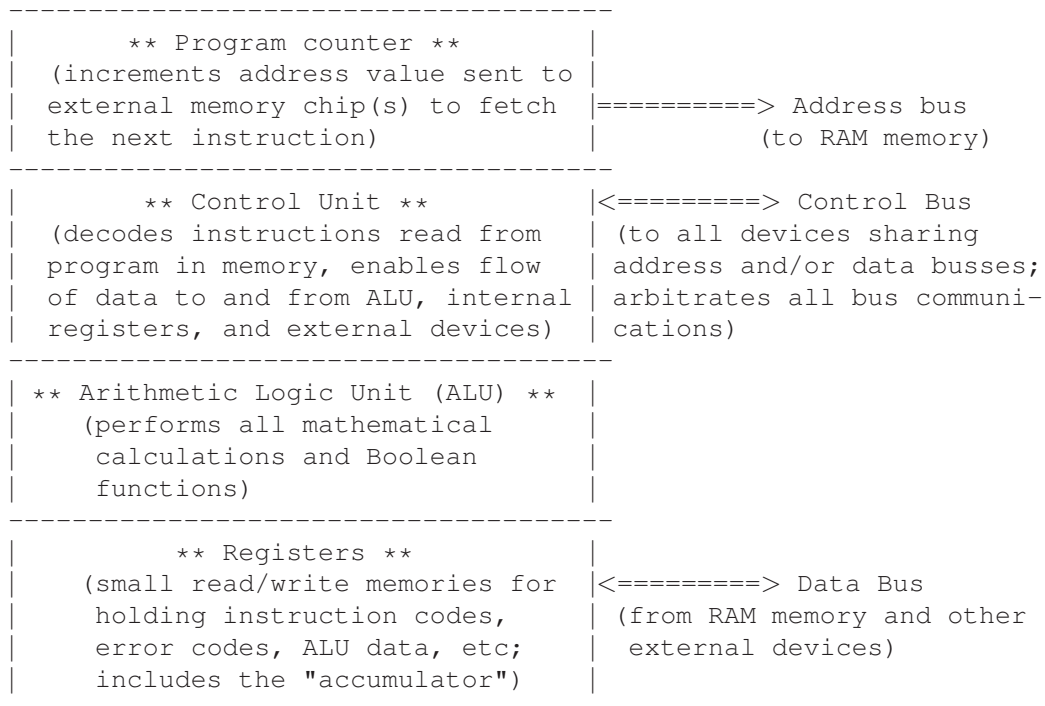 ** Program counter **
(increments address value sent to
external memory chip(s) to fetch ==========> Address bus
the next instruction) (to RAM memory)
** Control Unit ** <=========> Control Bus
(decodes instructions read from (to all devices sharing
program in memory, enables flow address and/or data busses;
of data to and from ALU, internal arbitrates all bus communi-
registers, and external devices) cations)
** Arithmetic Logic Unit (ALU) **
(performs all mathematical
calculations and Boolean
functions)
** Registers **
(small read/write memories for <=========> Data Bus
holding instruction codes, (from RAM memory and other
error codes, ALU data, etc; external devices)
includes the "accumulator")